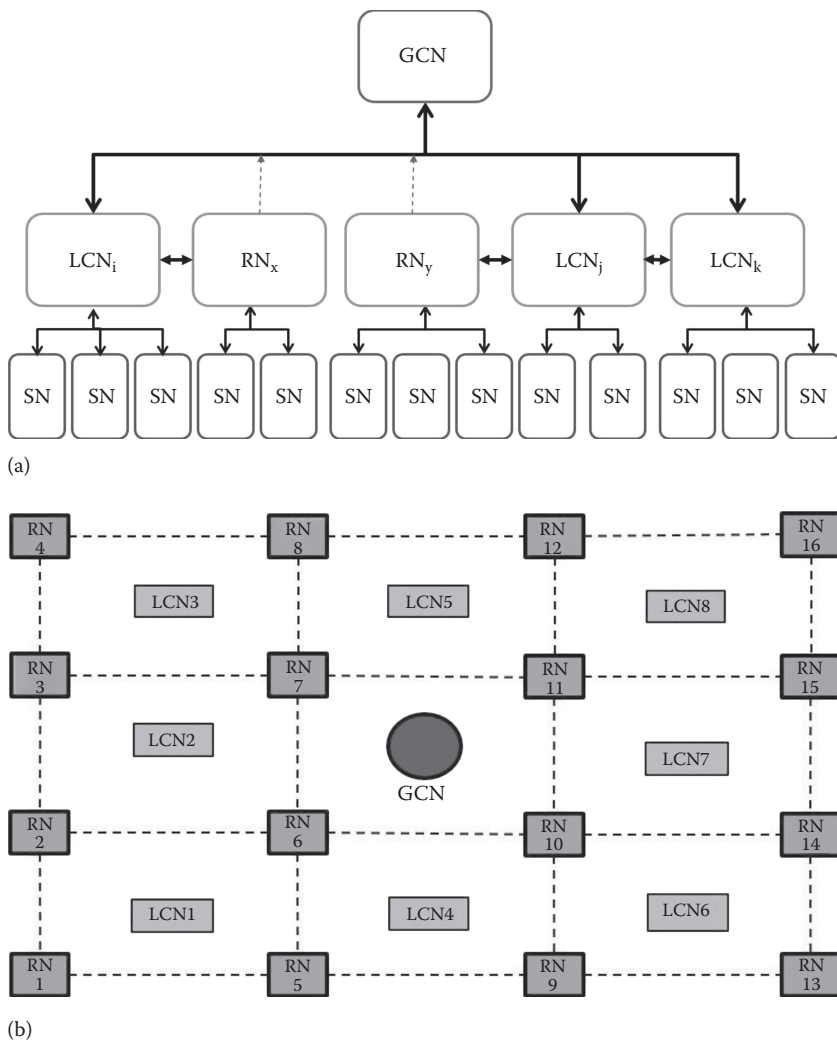 GCN
LCNi RNx RNy LCNj LCNk
SN SN SN SN SN SN SN SN SN SN SN SN SN
(a)
RN 4 RN 8 RN 12 RN 16
LCN3 LCN5 LCN8
RN 3 RN 7 RN 11 RN 15
LCN2 LCN7
GCN
RN 2 RN 6 RN 10 RN 14
LCN1 LCN4 LCN6
RN 1 RN 5 RN 9 RN 13
(b)